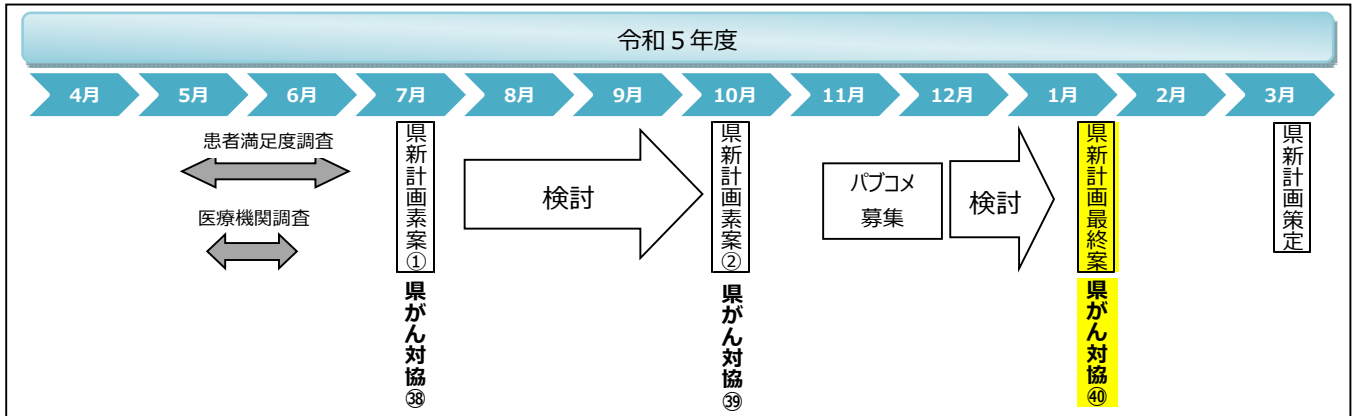 令和5年度
4月
5月
6月
7月
8月
9月
10月
11月
12月
1月
2月
3月
患者満足度調査
医療機関調査
県新計画素案①
県がん対協㊳
検討
県新計画素案②
県がん対協㊴
パブコメ
募集
検討
県新計画最終案
県がん対協㊵
県新計画策定